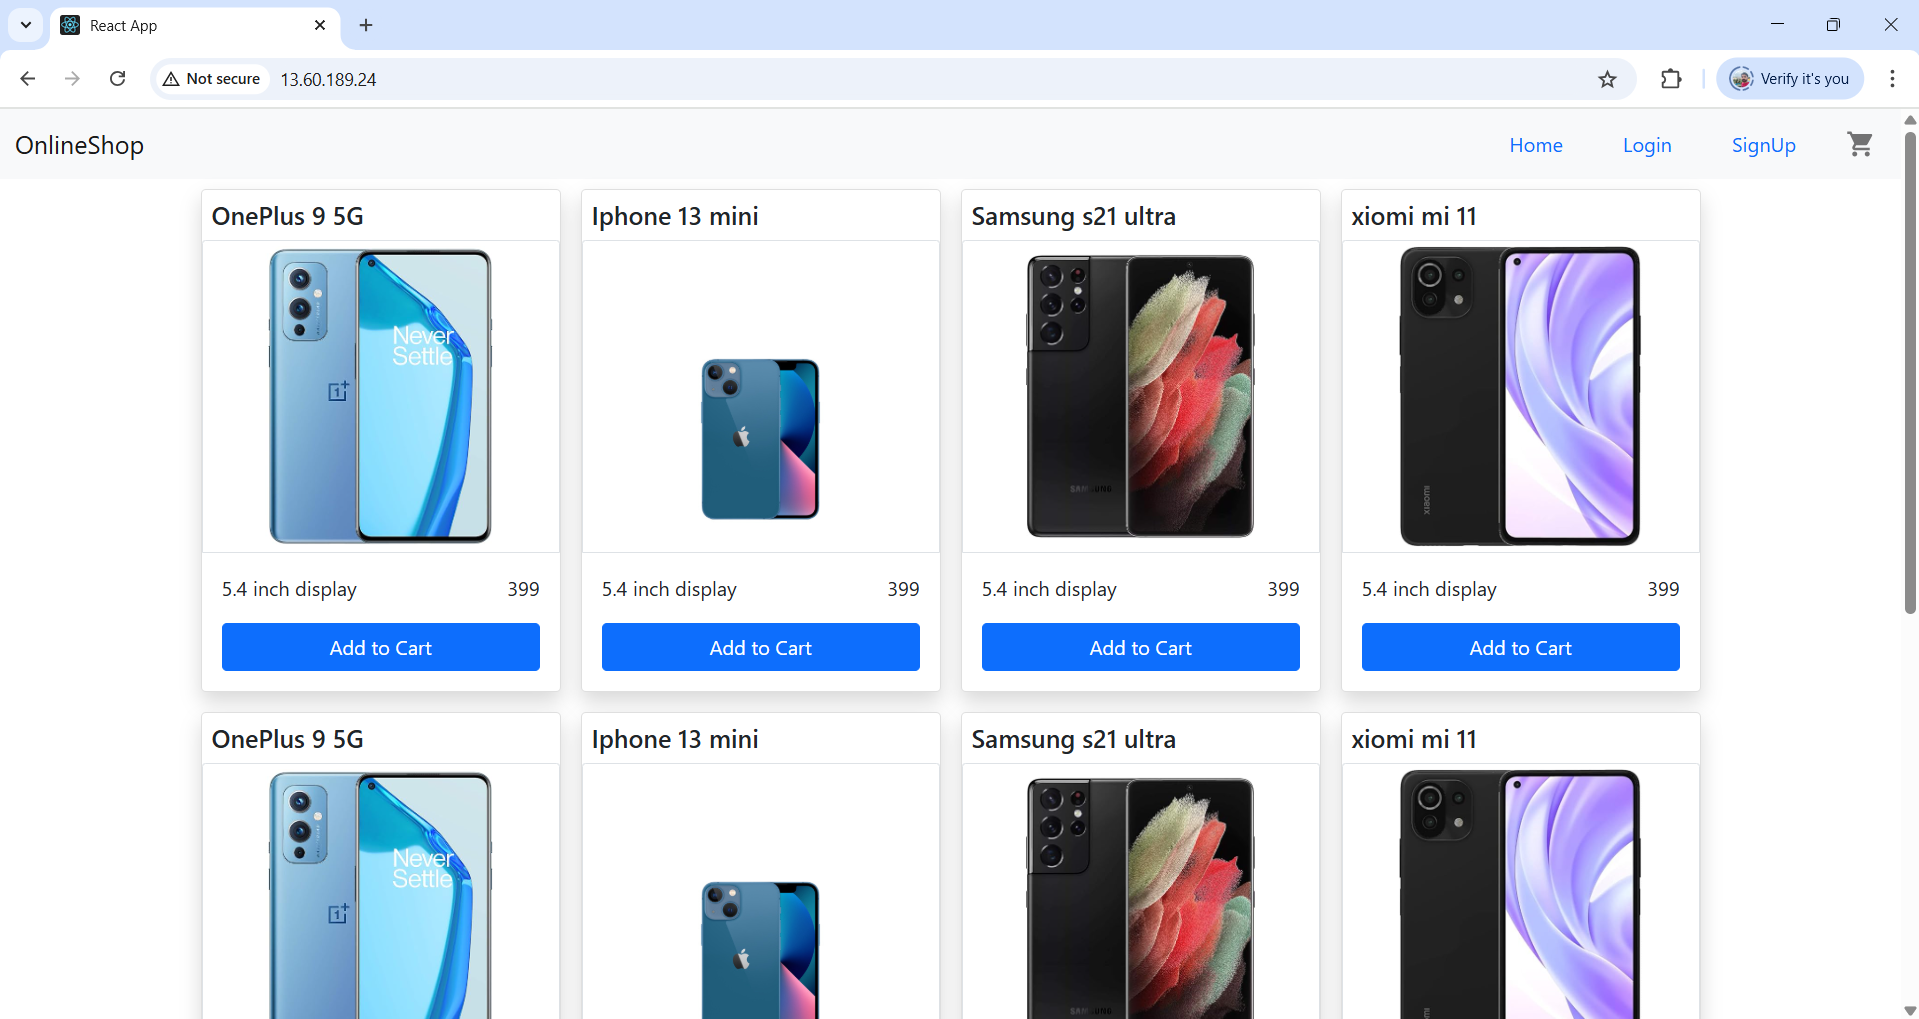 React App
Not secure
13.60.189.24
Verify it's you
OnlineShop
Home
Login
SignUp
OnePlus 9 5G
Iphone 13 mini
Samsung s21 ultra
xiomi mi 11
Never
Settle
SAMSUNG
xiaomi
5.4 inch display
399
5.4 inch display
399
5.4 inch display
399
5.4 inch display
399
Add to Cart
Add to Cart
Add to Cart
Add to Cart
OnePlus 9 5G
Iphone 13 mini
Samsung s21 ultra
xiomi mi 11
Never
Settle